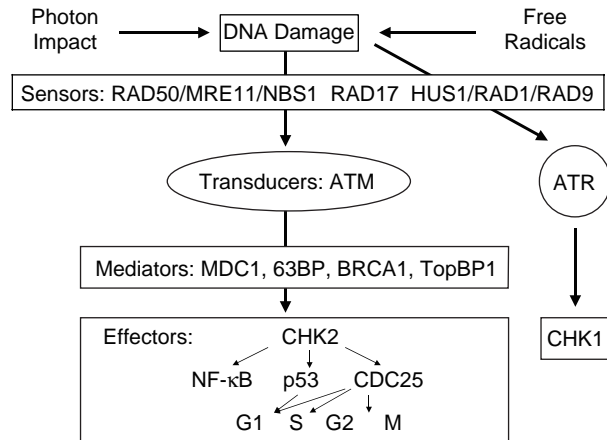 Photon
Impact
DNA Damage
Free
Radicals
Sensors: RAD50/MRE11/NBS1 RAD17 HUS1/RAD1/RAD9
Transducers: ATM
ATR
Mediators: MDC1, 63BP, BRCA1, TopBP1
Effectors:
CHK2
CHK1
NF-κB p53 CDC25
G1 S G2 M